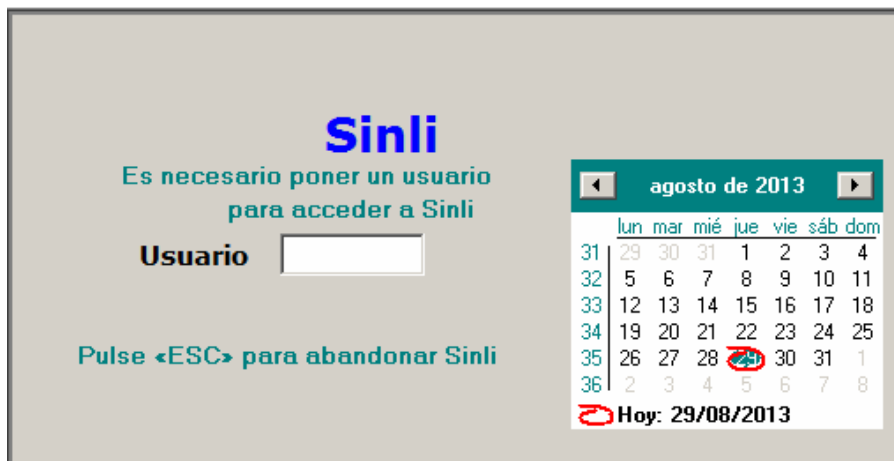 Sinli
Es necesario poner un usuario
para acceder a Sinli
Usuario
Pulse «ESC» para abandonar Sinli
agosto de 2013
lun mar mié jue vie sáb dom
31 29 30 31 1 2 3 4
32 5 6 7 8 9 10 11
33 12 13 14 15 16 17 18
34 19 20 21 22 23 24 25
35 26 27 28 29 30 31 1
36 2 3 4 5 6 7 8
Hoy: 29/08/2013